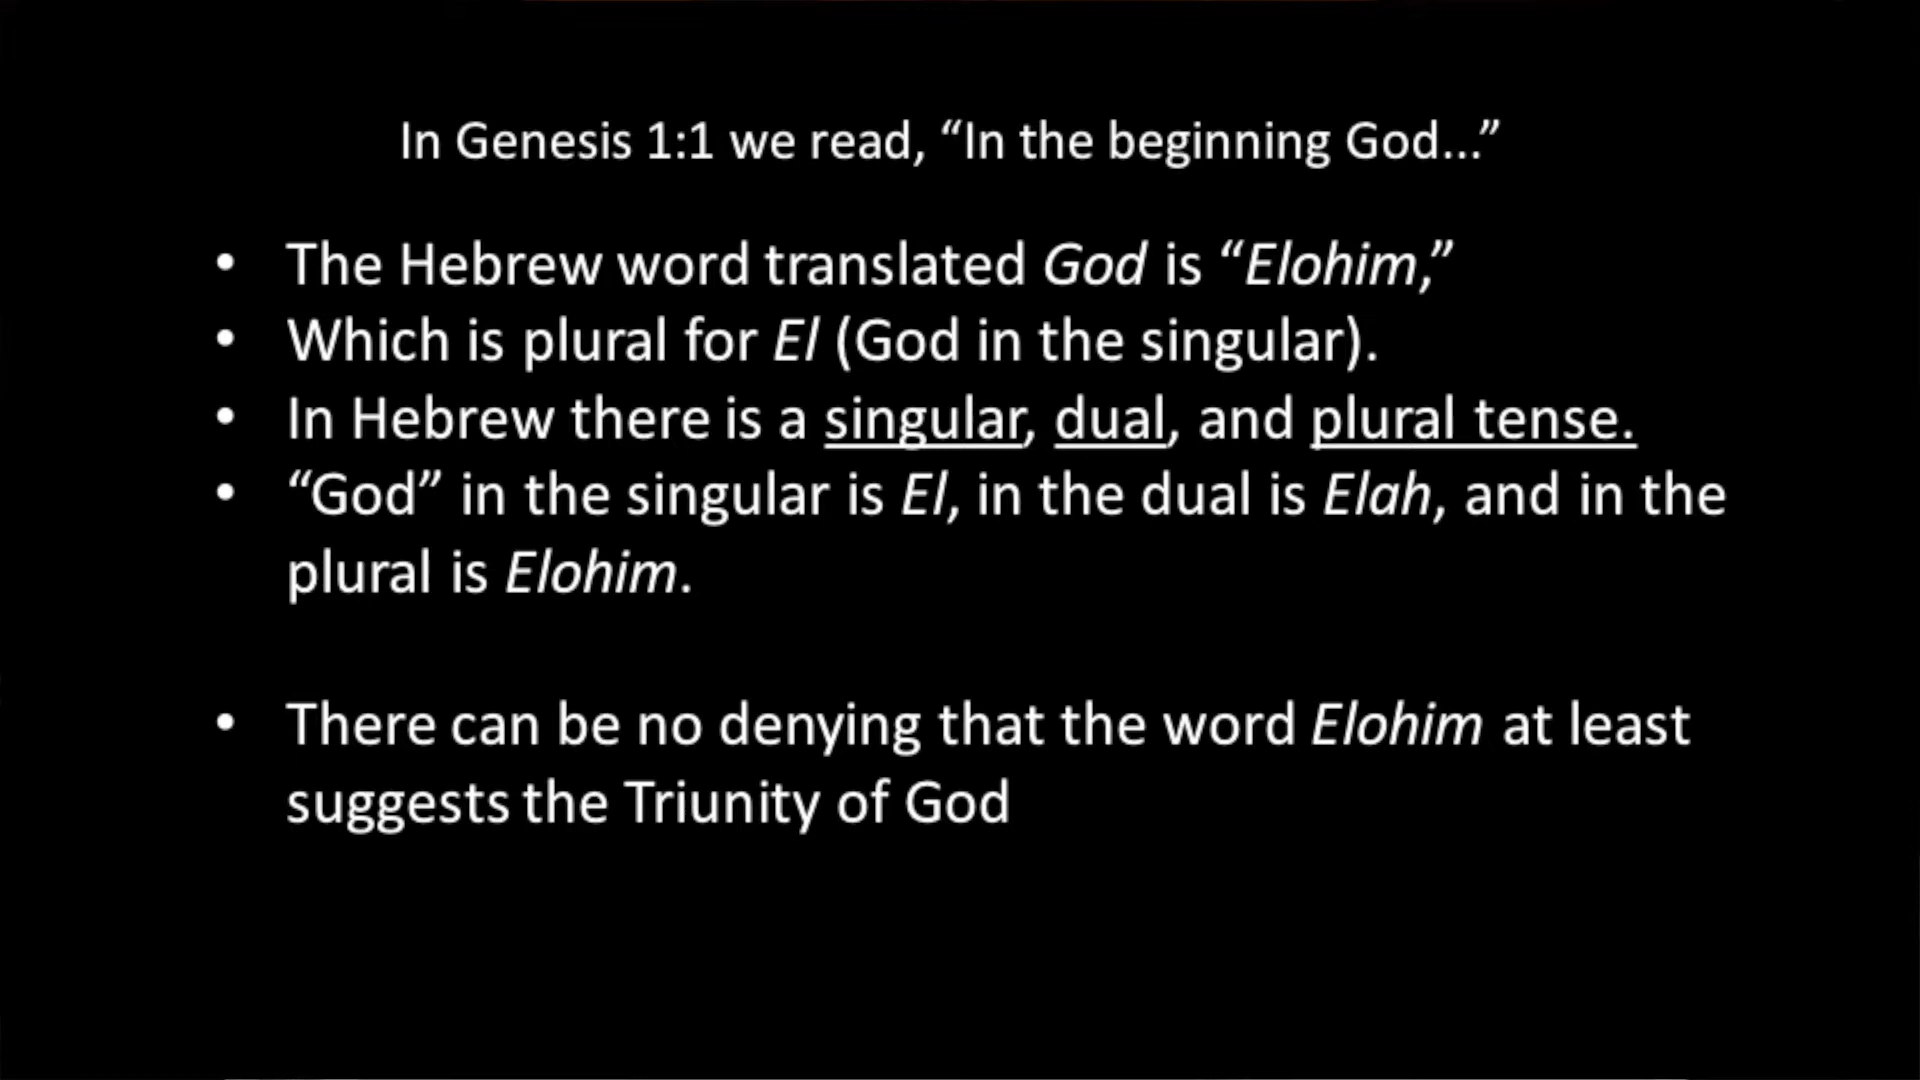 In Genesis 1:1 we read, “In the beginning God...”
• The Hebrew word translated God is “Elohim,”
• Which is plural for El (God in the singular).
• In Hebrew there is a singular, dual, and plural tense.
• “God” in the singular is El, in the dual is Elah, and in the
plural is Elohim.
• There can be no denying that the word Elohim at least
suggests the Triunity of God